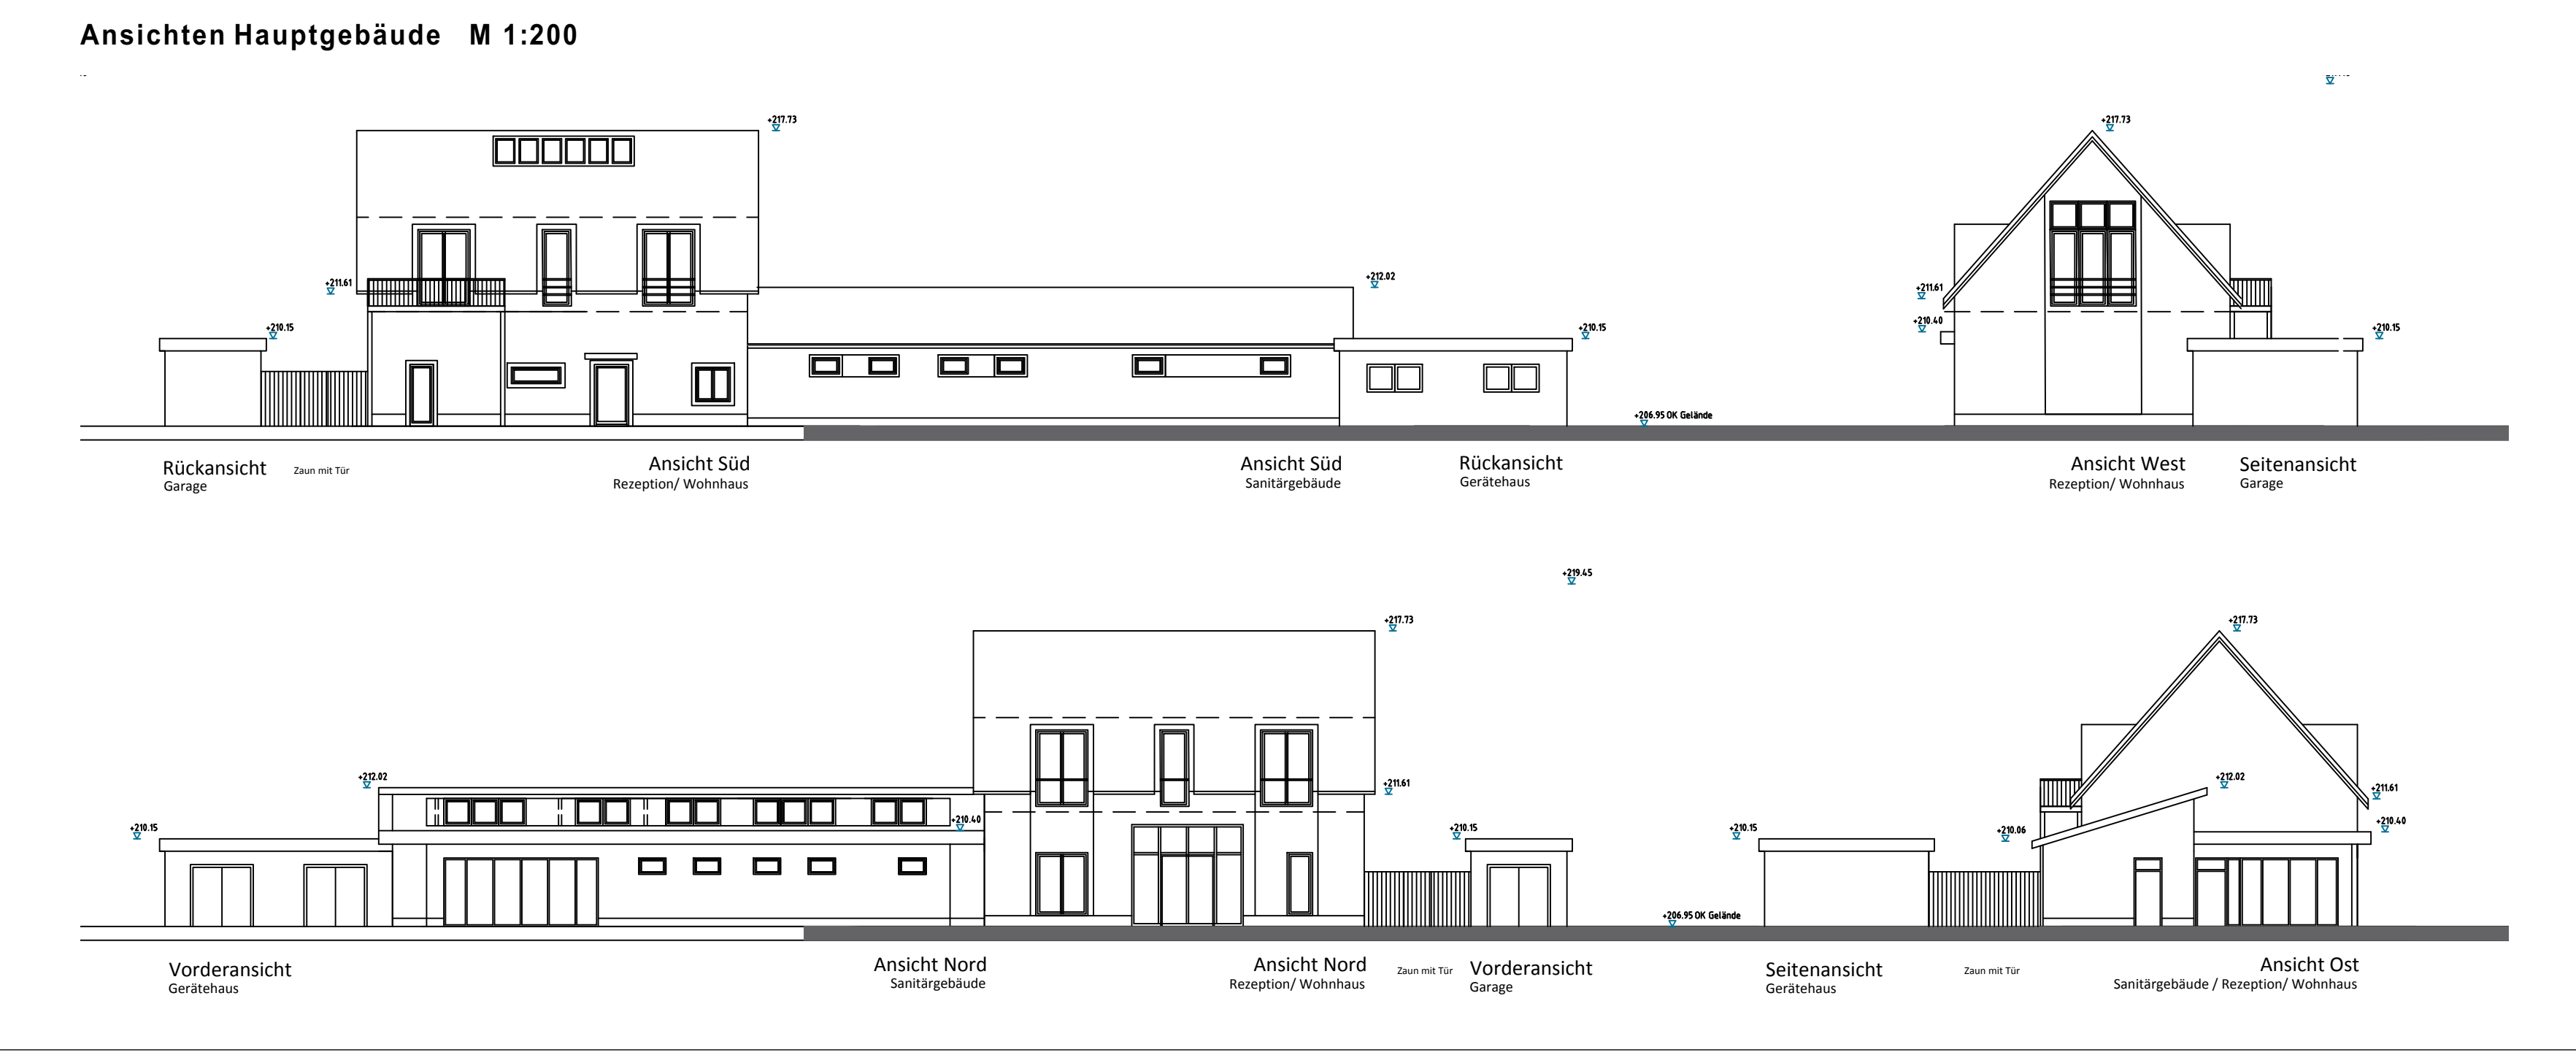 Ansichten Hauptgebäude M 1:200
+217.73
+217.73
+211.61
+212.02
+211.61
+210.15
+210.15
+210.40
+210.15
+206.95 OK Gelände
Rückansicht
Garage
Zaun mit Tür
Ansicht Süd
Rezeption/ Wohnhaus
Ansicht Süd
Sanitärgebäude
Rückansicht
Gerätehaus
Ansicht West
Rezeption/ Wohnhaus
Seitenansicht
Garage
+219.45
+217.73
+217.73
+212.02
+211.61
+212.02
+211.61
+210.15
+210.40
+210.15
+210.15
+210.06
+210.40
+206.95 OK Gelände
Vorderansicht
Gerätehaus
Ansicht Nord
Sanitärgebäude
Ansicht Nord
Rezeption/ Wohnhaus
Zaun mit Tür
Vorderansicht
Garage
Seitenansicht
Gerätehaus
Zaun mit Tür
Ansicht Ost
Sanitärgebäude / Rezeption/ Wohnhaus